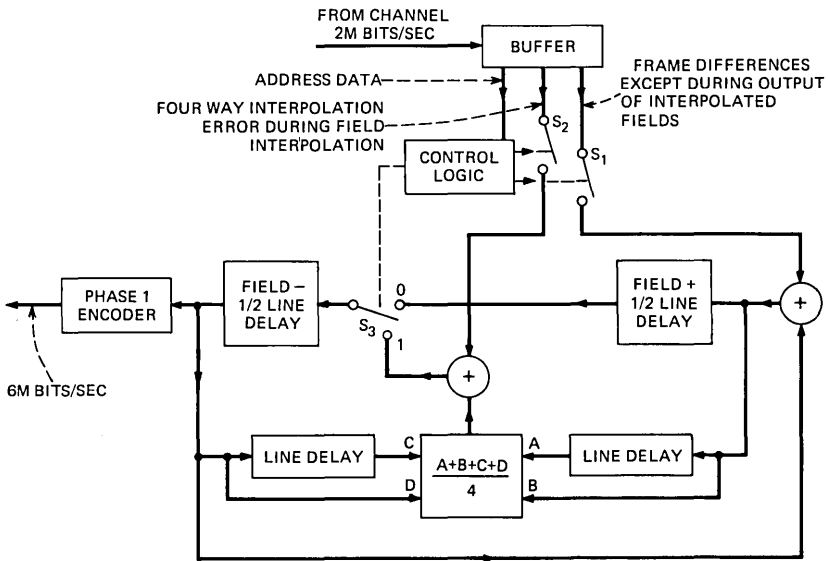 FROM CHANNEL
2M BITS/SEC
BUFFER
ADDRESS DATA
FOUR WAY INTERPOLATION
ERROR DURING FIELD
INTERPOLATION
FRAME DIFFERENCES
EXCEPT DURING OUTPUT
OF INTERPOLATED
FIELDS
S2
S1
CONTROL
LOGIC
PHASE 1
ENCODER
FIELD –
1/2 LINE
DELAY
0
S3
1
FIELD +
1/2 LINE
DELAY
+
+
6M BITS/SEC
LINE DELAY
C
D
A+B+C+D
4
A
B
LINE DELAY